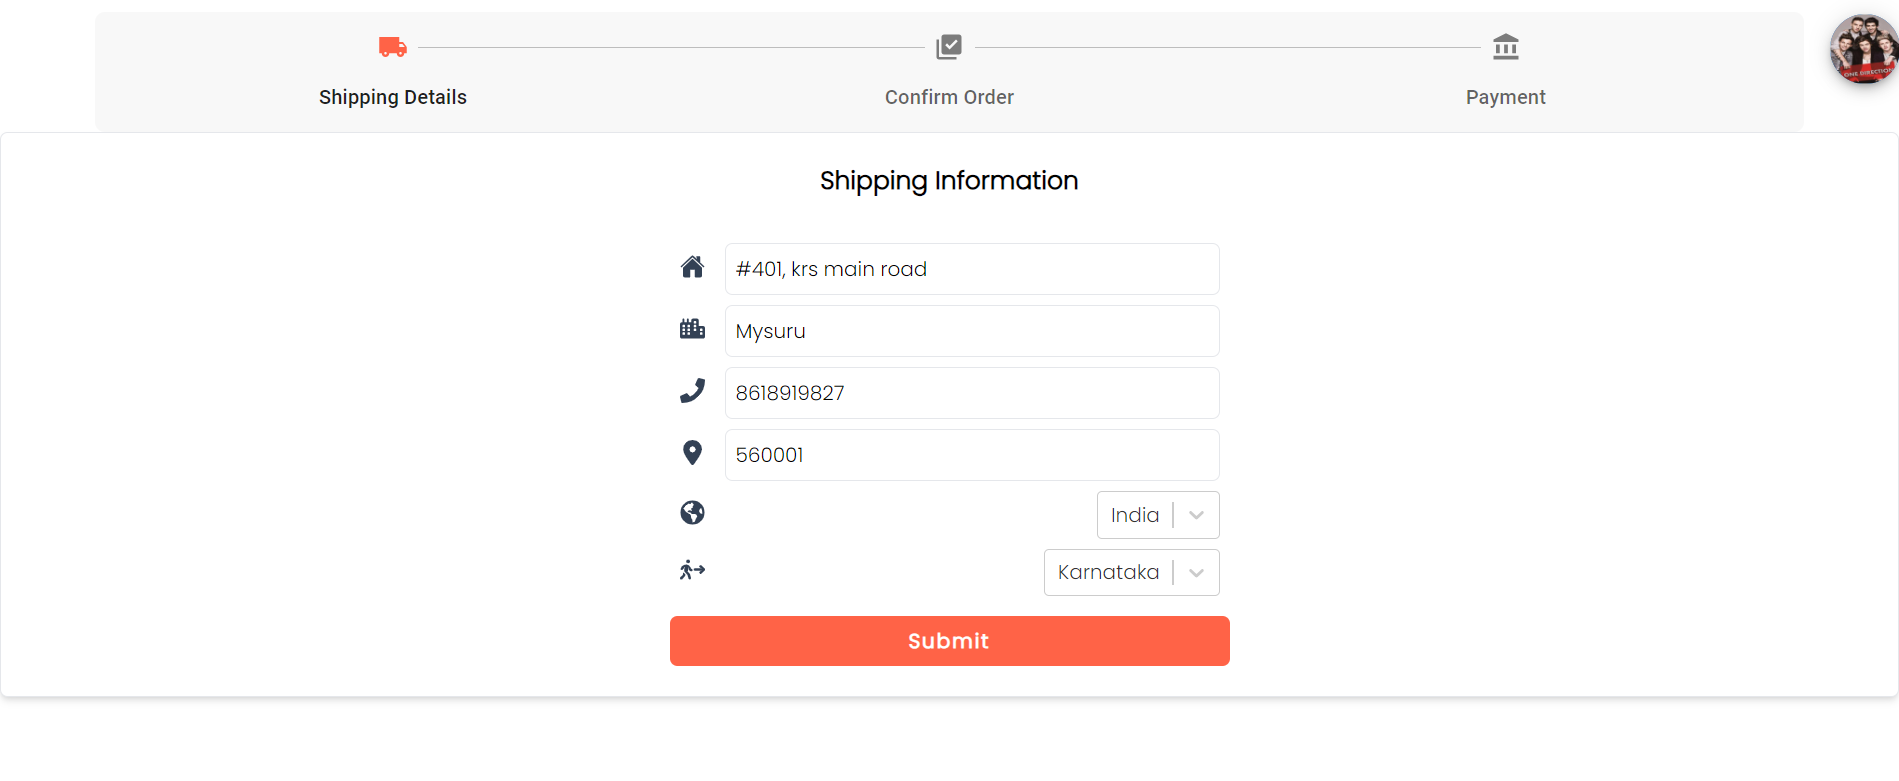 Shipping Details
Confirm Order
Payment
ONE DIRECTION
Shipping Information
#401, krs main road
Mysuru
8618919827
560001
India
Karnataka
Submit